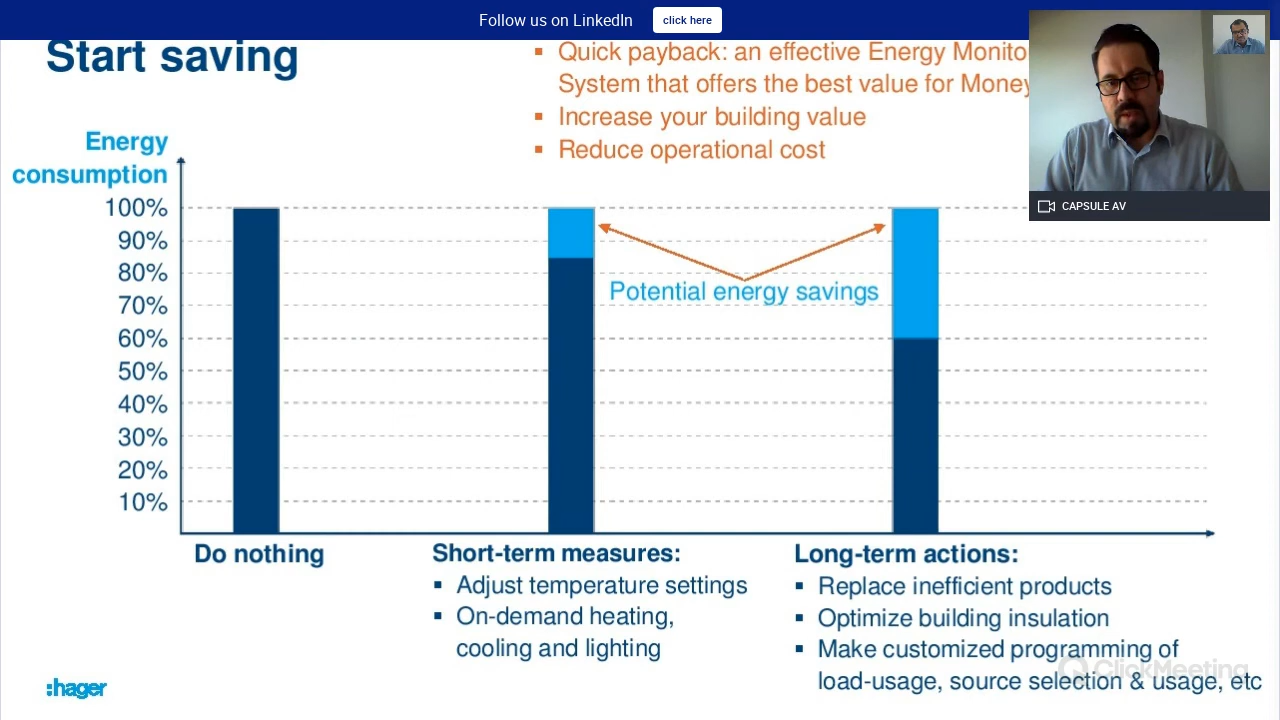 Follow us on LinkedIn
click here
Start saving
▪ Quick payback: an effective Energy Monito
System that offers the best value for Money
▪ Increase your building value
▪ Reduce operational cost
CAPSULE AV
Energy
consumption
100%
90%
80%
70%
60%
50%
40%
30%
20%
10%
Potential energy savings
Do nothing
Short-term measures:
▪ Adjust temperature settings
▪ On-demand heating,
cooling and lighting
Long-term actions:
▪ Replace inefficient products
▪ Optimize building insulation
▪ Make customized programming of
load-usage, source selection & usage, etc
ClickMeeting
:hager